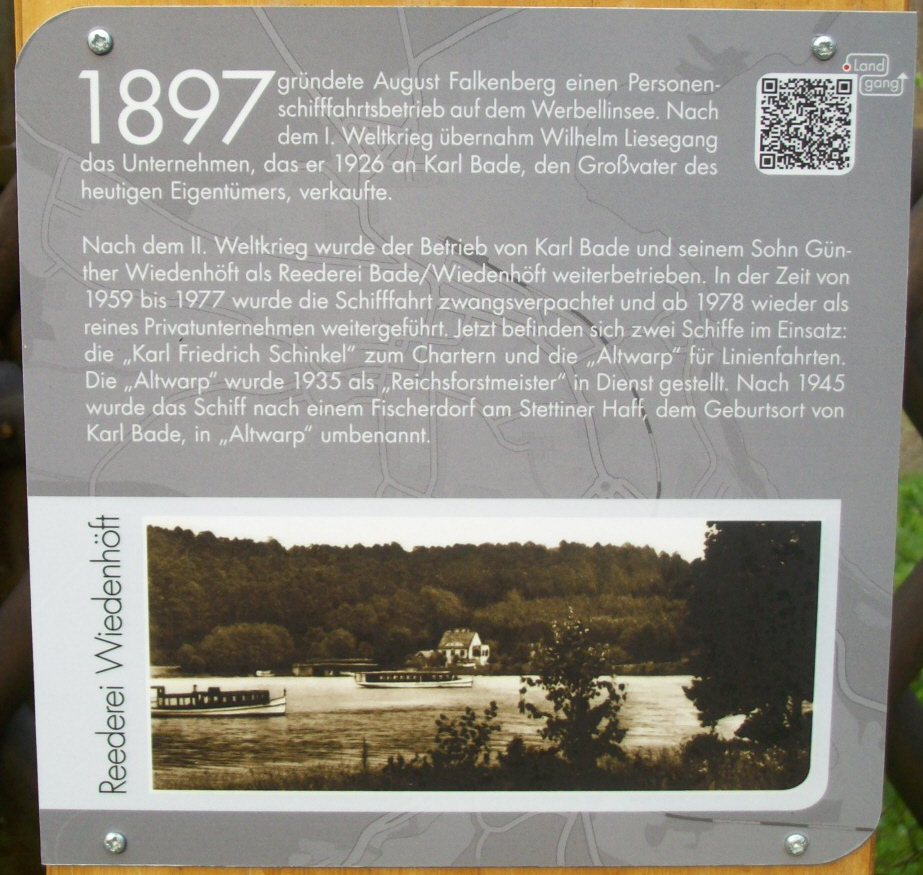 1897 gründete August Falkenberg einen Personen-
schifffahrtsbetrieb auf dem Werbellinsee. Nach
dem I. Weltkrieg übernahm Wilhelm Liesegang
das Unternehmen, das er 1926 an Karl Bade, den Großvater des
heutigen Eigentümers, verkaufte.
Nach dem II. Weltkrieg wurde der Betrieb von Karl Bade und seinem Sohn Gün-
ther Wiedenhöft als Reederei Bade/Wiedenhöft weiterbetrieben. In der Zeit von
1959 bis 1977 wurde die Schifffahrt zwangsverpachtet und ab 1978 wieder als
reines Privatunternehmen weitergeführt. Jetzt befinden sich zwei Schiffe im Einsatz:
die „Karl Friedrich Schinkel“ zum Chartern und die „Altwarp“ für Linienfahrten.
Die „Altwarp“ wurde 1935 als „Reichsforstmeister“ in Dienst gestellt. Nach 1945
wurde das Schiff nach einem Fischerdorf am Stettiner Haff, dem Geburtsort von
Karl Bade, in „Altwarp“ umbenannt.
Land
gang
Reederei Wiedenhöft